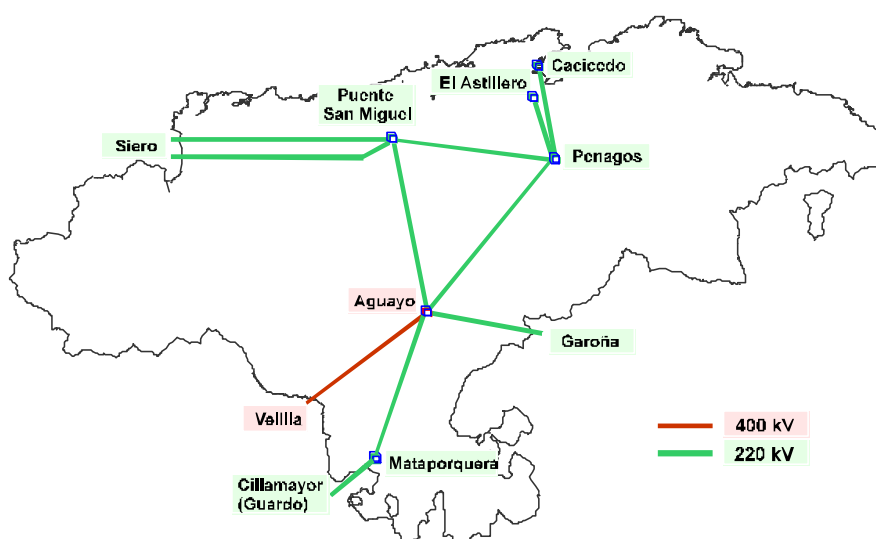 Cacicedo
El Astillero
Puente
San Miguel
Siero
Penagos
Aguayo
Garoña
Velilla
400 kV
220 kV
Mataporquera
Cillamayor
(Guardo)